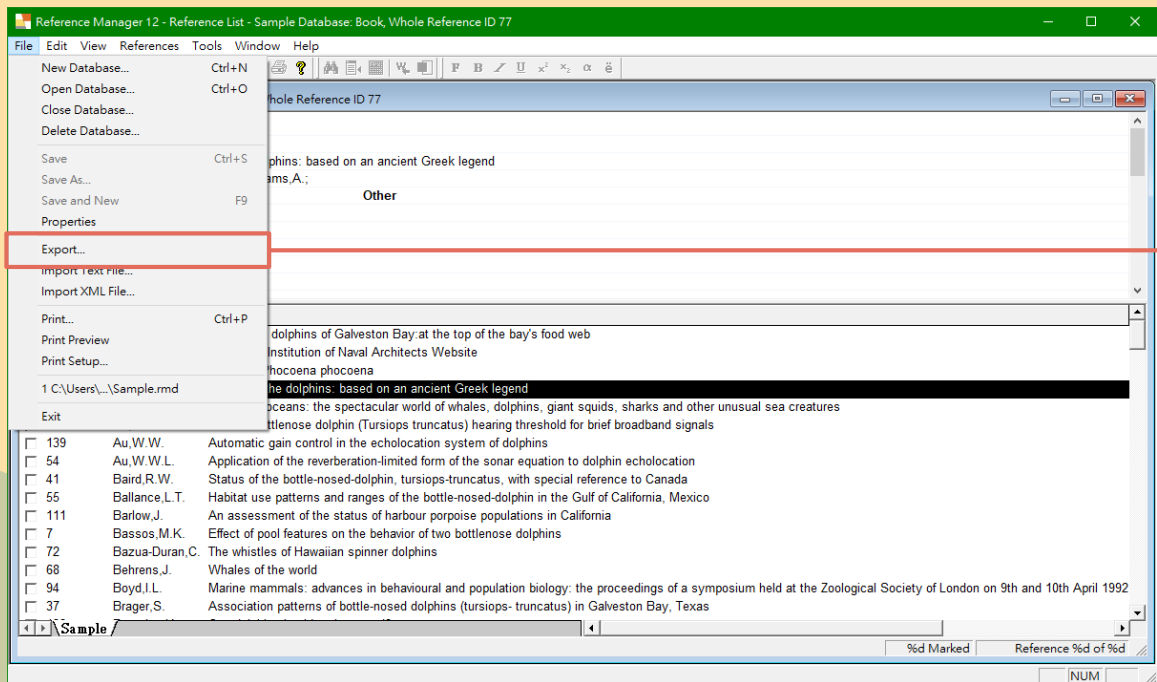 Reference Manager 12 - Reference List - Sample Database: Book, Whole Reference ID 77
File Edit View References Tools Window Help
New Database... Ctrl+N
Open Database... Ctrl+O
Close Database...
Delete Database...
Save Ctrl+S
Save As...
Save and New F9
Properties
Export...
Import Text File...
Import XML File...
Print... Ctrl+P
Print Preview
Print Setup...
1 C:\Users\...\Sample.rmd
Exit
F B I U x² x₂ α ë
Whole Reference ID 77
phins: based on an ancient Greek legend
ams,A.;
Other
dolphins of Galveston Bay:at the top of the bay's food web
Institution of Naval Architects Website
Phocoena phocoena
he dolphins: based on an ancient Greek legend
oceans: the spectacular world of whales, dolphins, giant squids, sharks and other unusual sea creatures
ttlenose dolphin (Tursiops truncatus) hearing threshold for brief broadband signals
139 Au,W.W. Automatic gain control in the echolocation system of dolphins
54 Au,W.W.L. Application of the reverberation-limited form of the sonar equation to dolphin echolocation
41 Baird,R.W. Status of the bottle-nosed-dolphin, tursiops-truncatus, with special reference to Canada
55 Ballance,L.T. Habitat use patterns and ranges of the bottle-nosed-dolphin in the Gulf of California, Mexico
111 Barlow,J. An assessment of the status of harbour porpoise populations in California
7 Bassos,M.K. Effect of pool features on the behavior of two bottlenose dolphins
72 Bazua-Duran,C. The whistles of Hawaiian spinner dolphins
68 Behrens,J. Whales of the world
94 Boyd,I.L. Marine mammals: advances in behavioural and population biology: the proceedings of a symposium held at the Zoological Society of London on 9th and 10th April 1992
37 Brager,S. Association patterns of bottle-nosed dolphins (tursiops- truncatus) in Galveston Bay, Texas
Sample
%d Marked Reference %d of %d
NUM